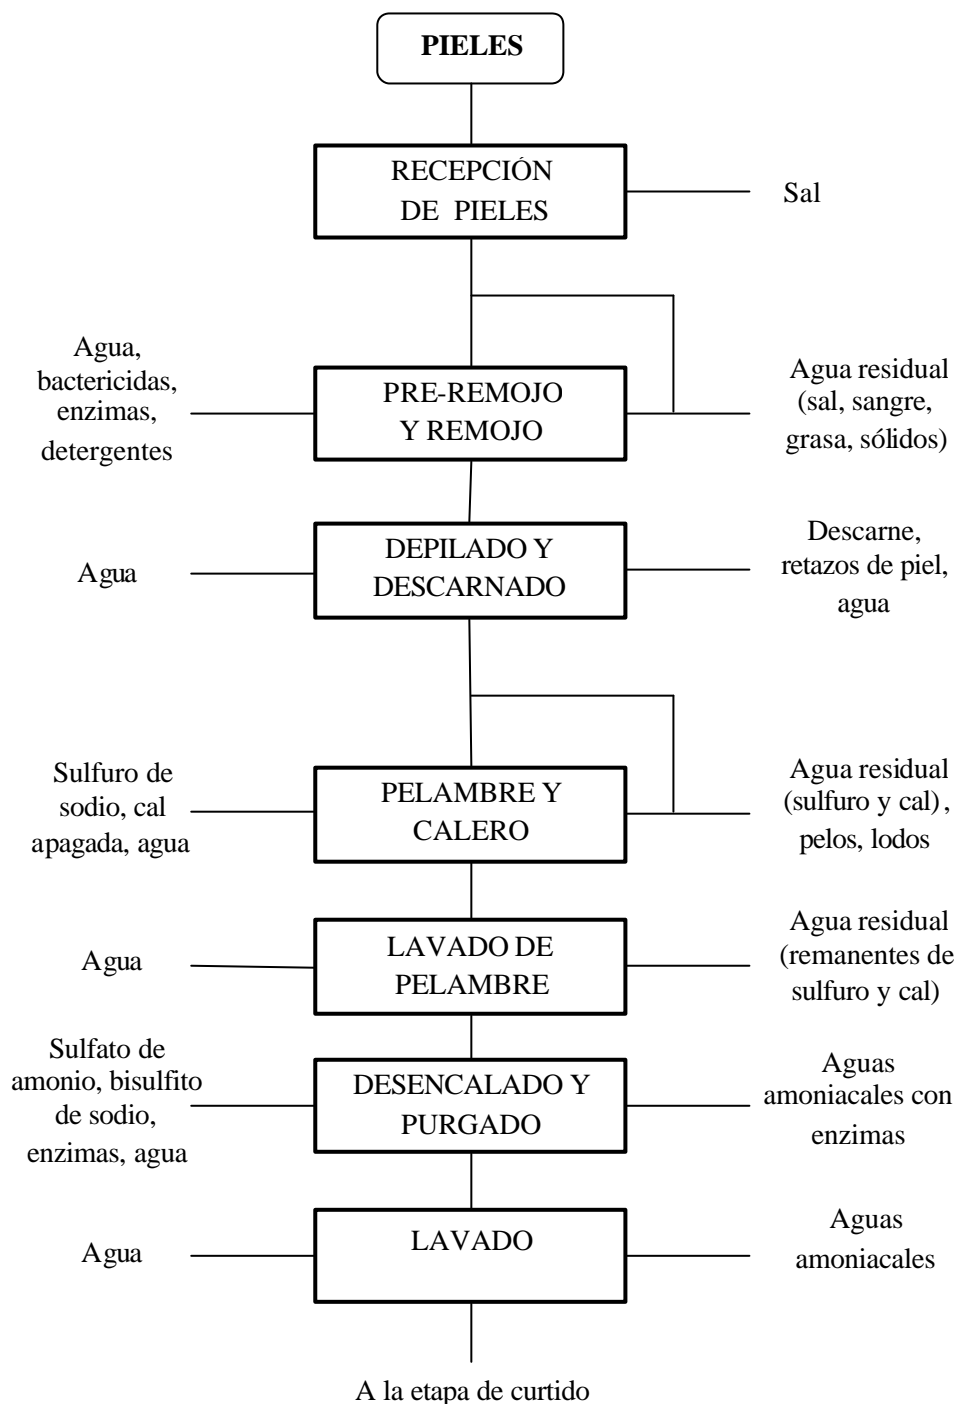 PIELES
RECEPCIÓN
DE PIELES
Sal
Agua,
bactericidas,
enzimas,
detergentes
PRE-REMOJO
Y REMOJO
Agua residual
(sal, sangre,
grasa, sólidos)
Agua
DEPILADO Y
DESCARNADO
Descarne,
retazos de piel,
agua
Sulfuro de
sodio, cal
apagada, agua
PELAMBRE Y
CALERO
Agua residual
(sulfuro y cal),
pelos, lodos
Agua
LAVADO DE
PELAMBRE
Agua residual
(remanentes de
sulfuro y cal)
Sulfato de
amonio, bisulfito
de sodio,
enzimas, agua
DESENCALADO Y
PURGADO
Aguas
amoniacales con
enzimas
Agua
LAVADO
Aguas
amoniacales
A la etapa de curtido